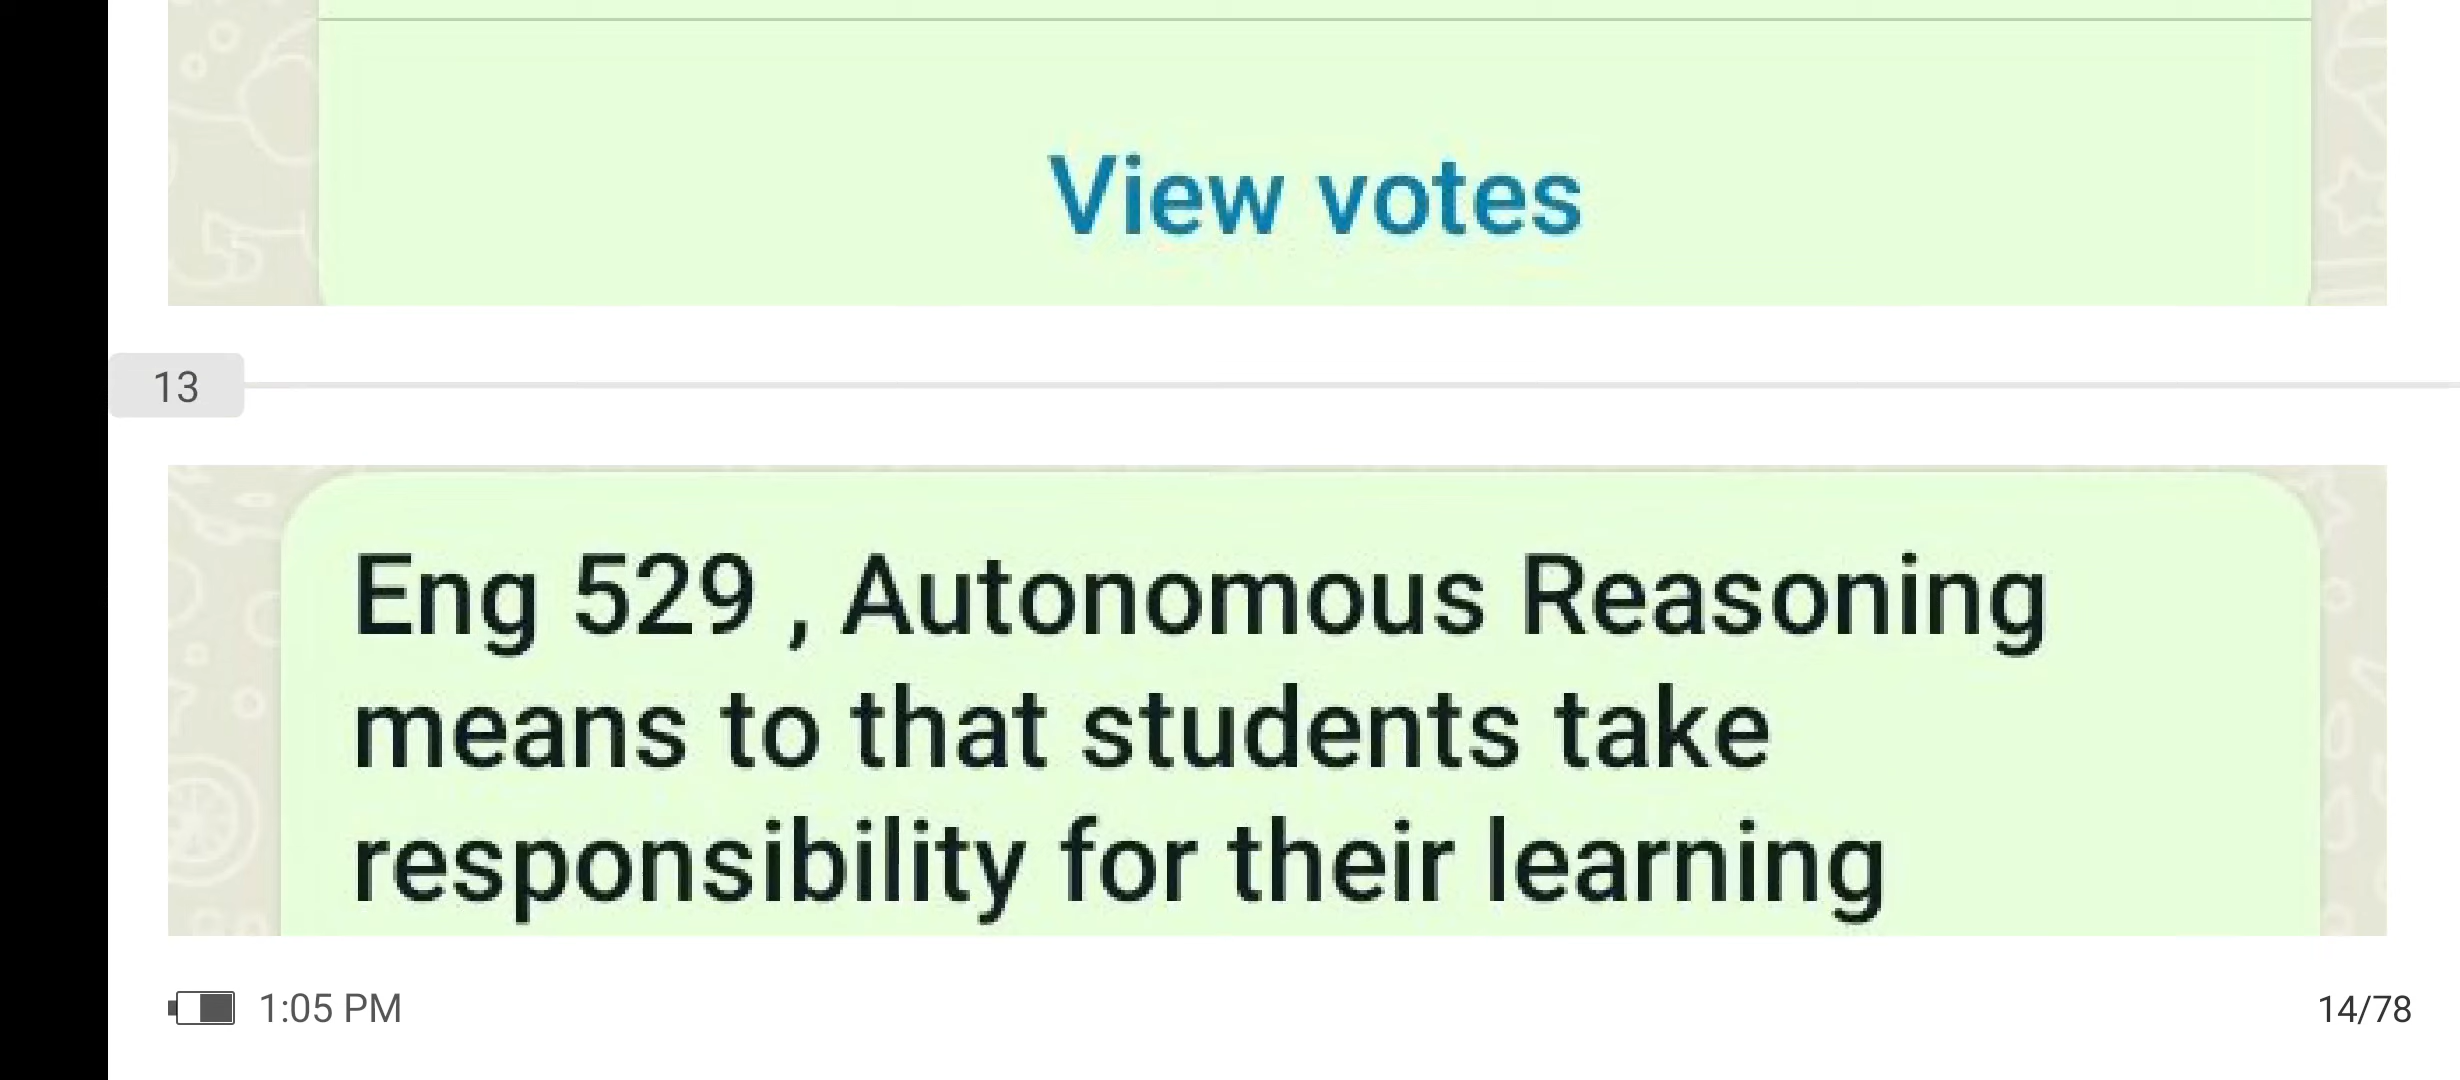 View votes
13
Eng 529 , Autonomous Reasoning
means to that students take
responsibility for their learning
1:05 PM
14/78